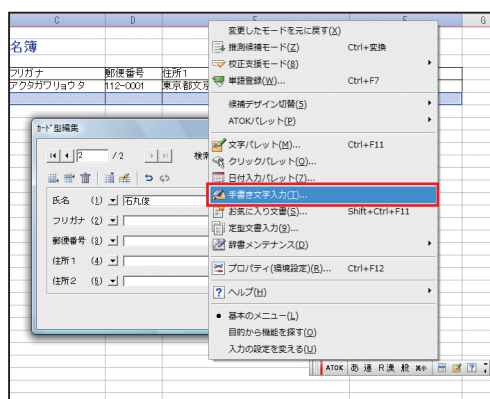 C D E F G
名簿
フリガナ 郵便番号 住所1
アクタガワリョウタ 112-0001 東京都文京
変更したモードを元に戻す(X)
推測候補モード(Z) Ctrl+変換
校正支援モード(8)
単語登録(W)... Ctrl+F7
候補デザイン切替(5)
ATOKパレット(P)
文字パレット(M)... Ctrl+F11
クリックパレット(Q)...
日付入力パレット(7)...
手書き文字入力(T)...
お気に入り文書(S)... Shift+Ctrl+F11
定型文書入力(9)...
辞書メンテナンス(D)
プロパティ(環境設定)(R)... Ctrl+F12
ヘルプ(H)
基本のメニュー(L)
目的から機能を探す(O)
入力の設定を変える(U)
カード型編集
2 / 2 検索
氏名 (1) 石丸俊
フリガナ (2)
郵便番号 (3)
住所1 (4)
住所2 (5)
ATOK あ 連 R漢 般